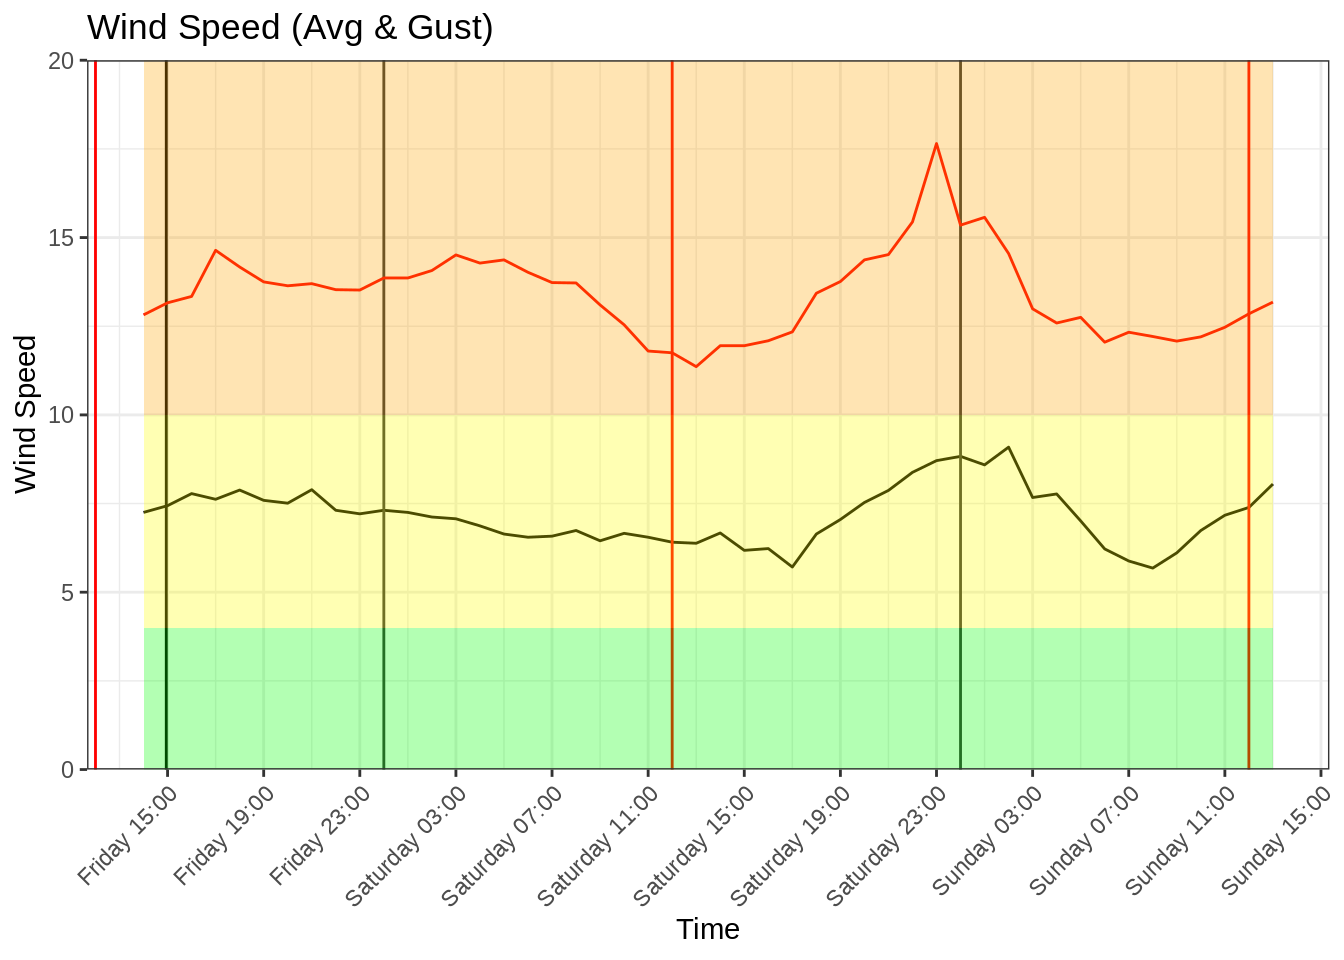 Wind Speed (Avg & Gust)
20
15
10
5
0
Wind Speed
Friday 15:00
Friday 19:00
Friday 23:00
Saturday 03:00
Saturday 07:00
Saturday 11:00
Saturday 15:00
Saturday 19:00
Saturday 23:00
Sunday 03:00
Sunday 07:00
Sunday 11:00
Sunday 15:00
Time